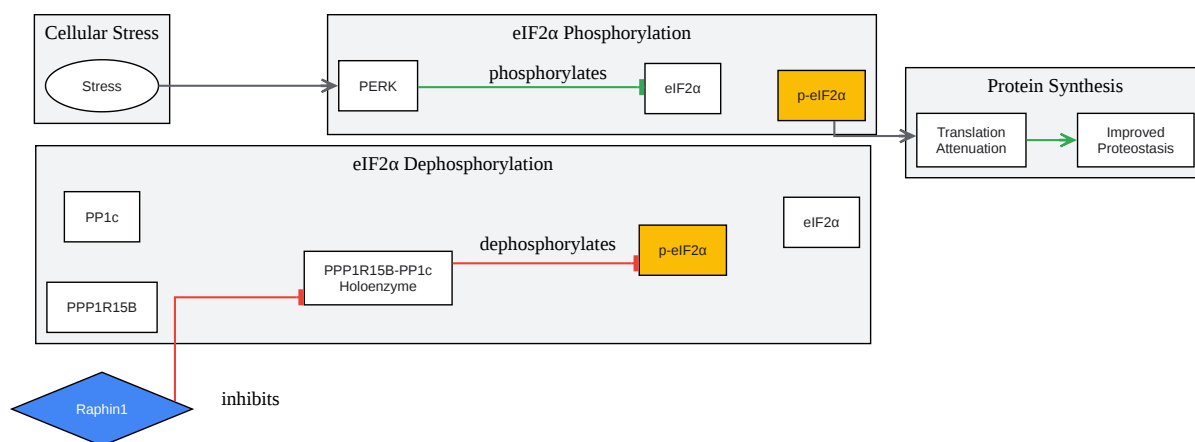 Cellular Stress
Stress
eIF2α Phosphorylation
PERK
phosphorylates
eIF2α
p-eIF2α
Protein Synthesis
Translation
Attenuation
Improved
Proteostasis
eIF2α Dephosphorylation
PP1c
PPP1R15B
PPP1R15B-PP1c
Holoenzyme
dephosphorylates
p-eIF2α
eIF2α
Raphin1
inhibits